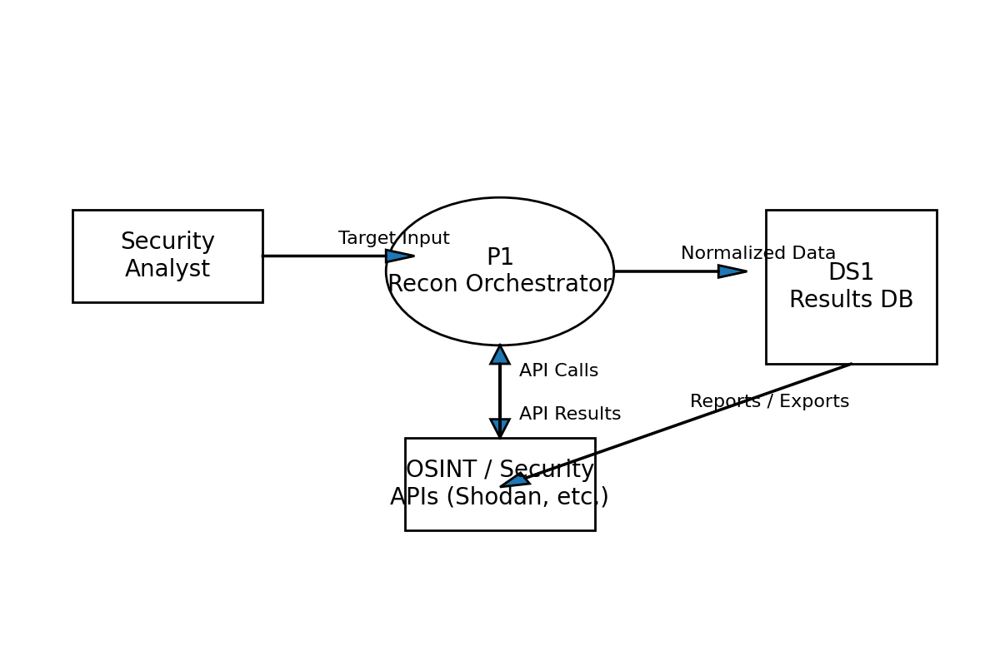 Security
Analyst
Target Input
P1
Recon Orchestrator
Normalized Data
DS1
Results DB
API Calls
API Results
Reports / Exports
OSINT / Security
APIs (Shodan, etc.)